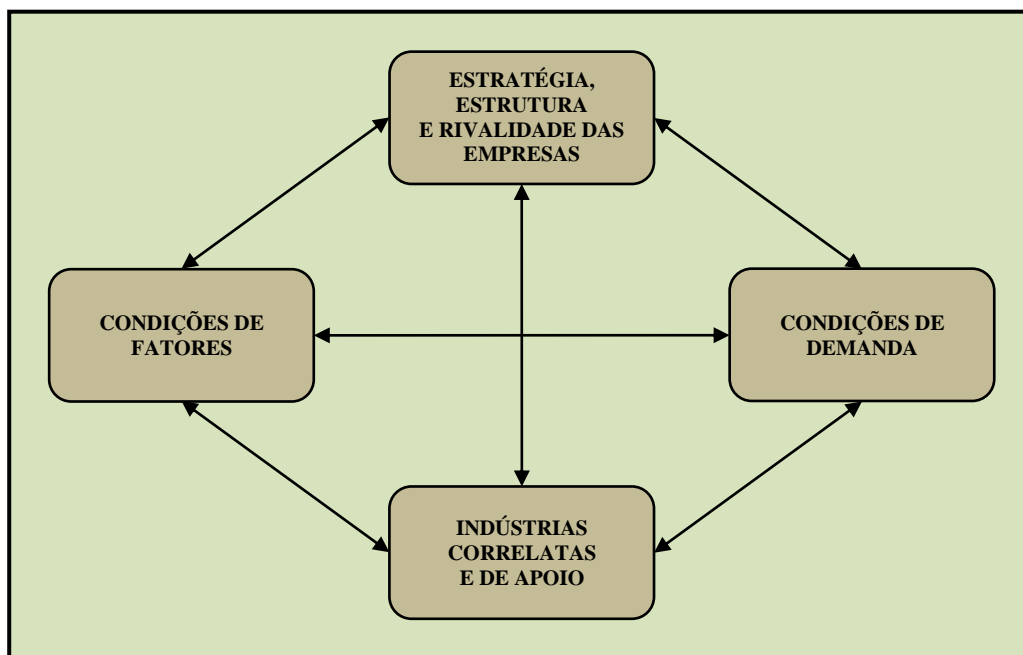 ESTRATÉGIA,
ESTRUTURA
E RIVALIDADE DAS
EMPRESAS
CONDIÇÕES DE
FATORES
CONDIÇÕES DE
DEMANDA
INDÚSTRIAS
CORRELATAS
E DE APOIO